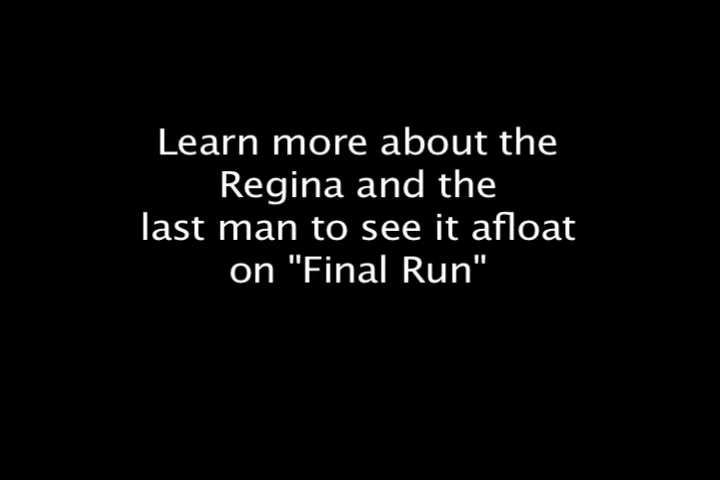 Learn more about the
Regina and the
last man to see it afloat
on "Final Run"